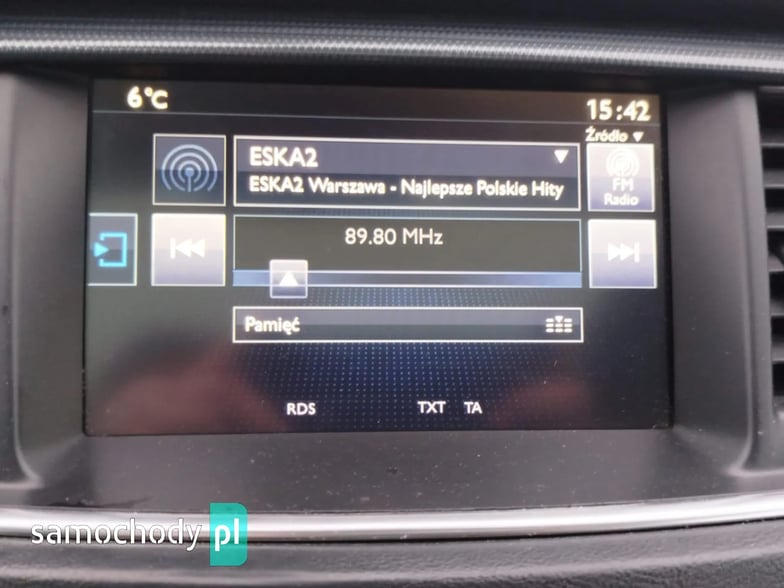 6°C
15:42
Źródło
ESKA2
ESKA2 Warszawa - Najlepsze Polskie Hity
FM
Radio
89.80 MHz
Pamięć
RDS TXT TA
samochody pl